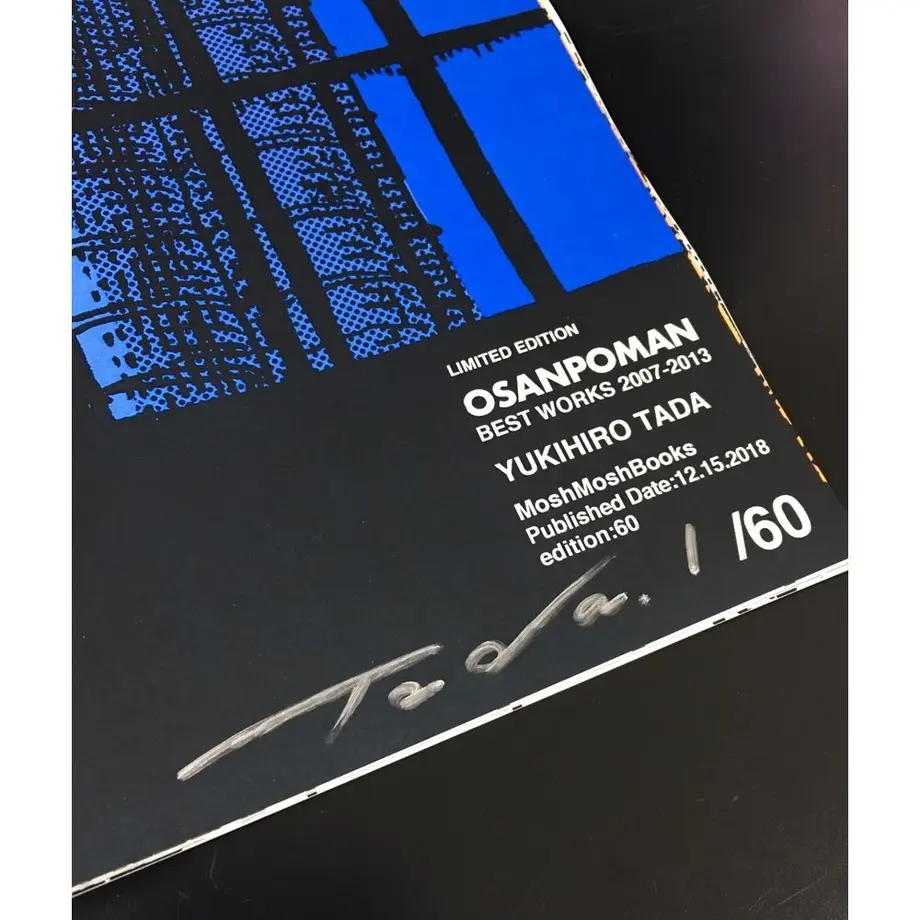 LIMITED EDITION
OSANPOMAN
BEST WORKS 2007-2013
YUKIHIRO TADA
MoshMoshBooks
Published Date:12.15.2018
edition:60
1 /60
Tada.